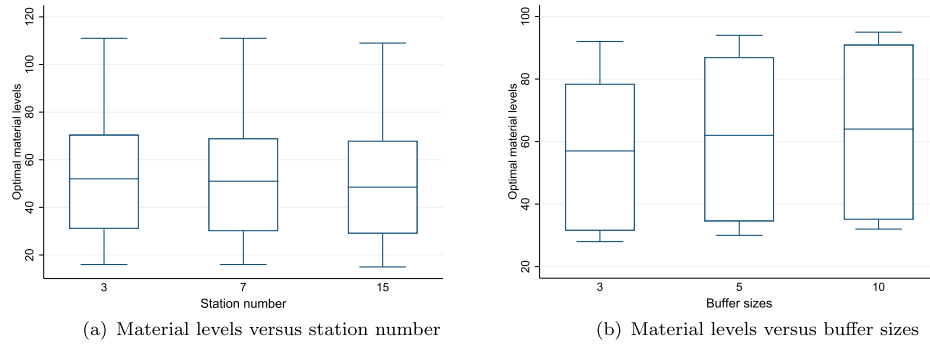 Optimal material levels
120
100
80
60
40
20
3 7 15
Station number
(a) Material levels versus station number
Optimal material levels
100
80
60
40
20
3 5 10
Buffer sizes
(b) Material levels versus buffer sizes